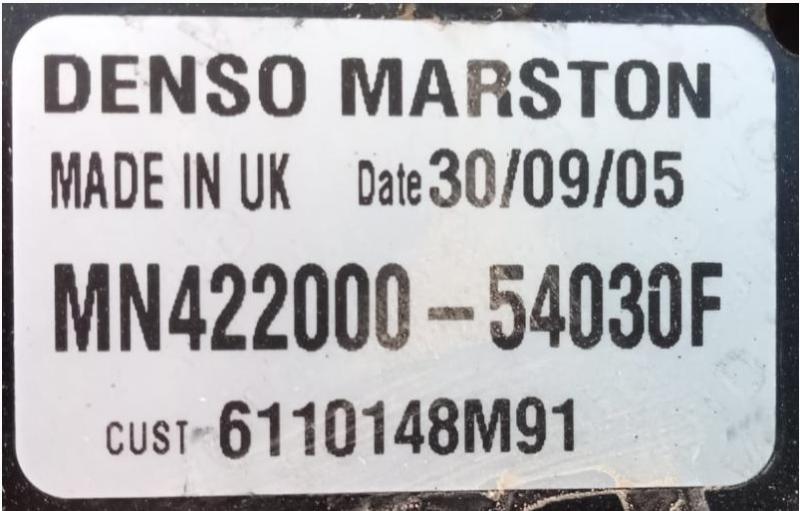 DENSO MARSTON
MADE IN UK Date 30/09/05
MN422000-54030F
CUST 6110148M91